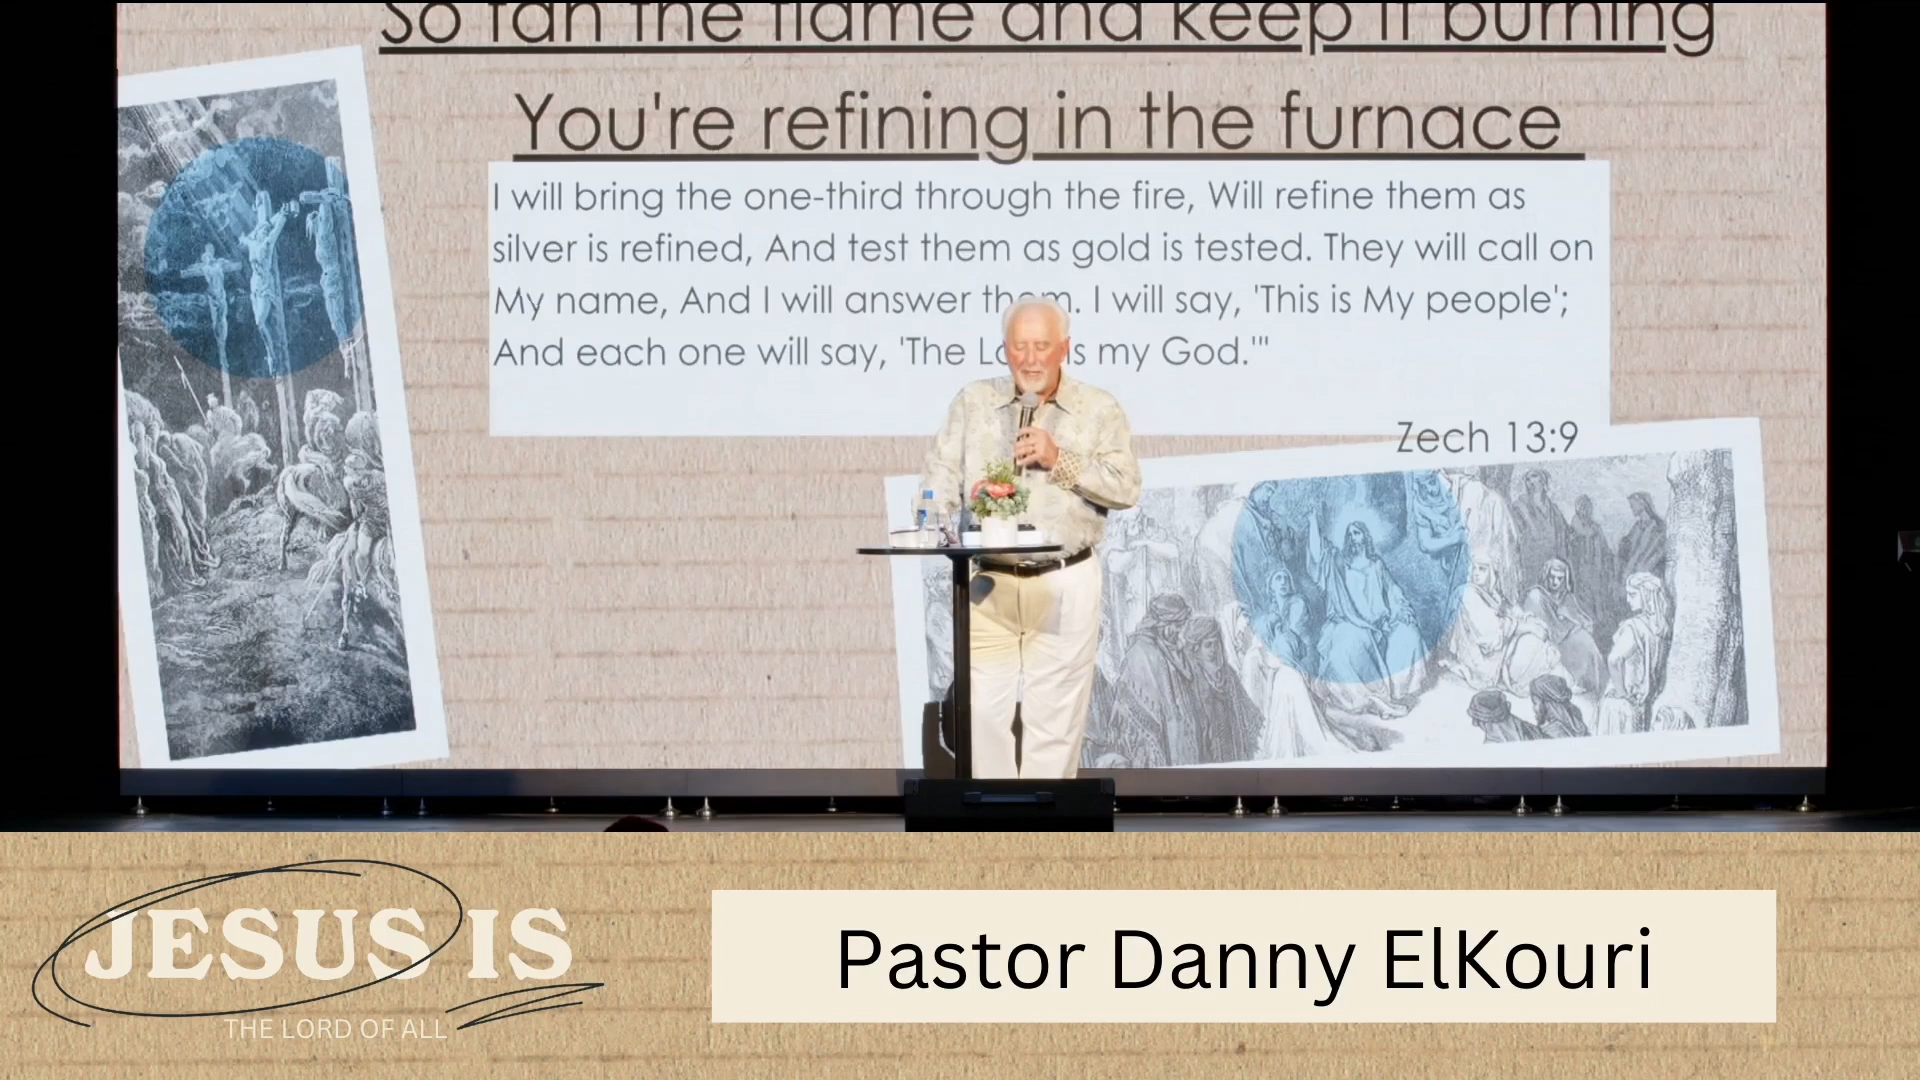 So fan the flame and keep it burning
You're refining in the furnace
I will bring the one-third through the fire, Will refine them as
silver is refined, And test them as gold is tested. They will call on
My name, And I will answer them. I will say, 'This is My people';
And each one will say, 'The is my God.'"
Zech 13:9
JESUS IS
THE LORD OF ALL
Pastor Danny ElKouri